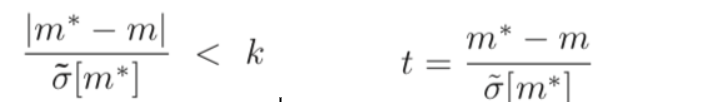 |m* − m| / σ̃[m*] < k
t = (m* − m) / σ̃[m*]